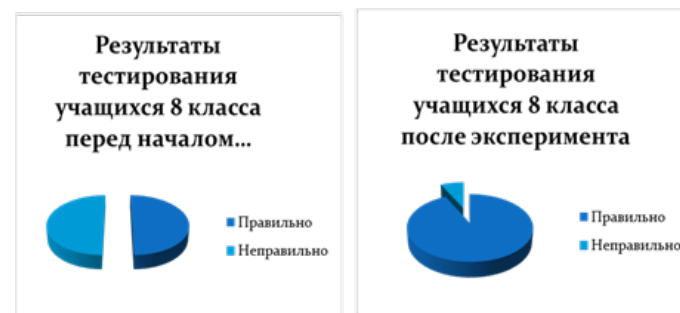 Результаты
тестирования
учащихся 8 класса
перед началом...
Правильно
Неправильно
Результаты
тестирования
учащихся 8 класса
после эксперимента
Правильно
Неправильно